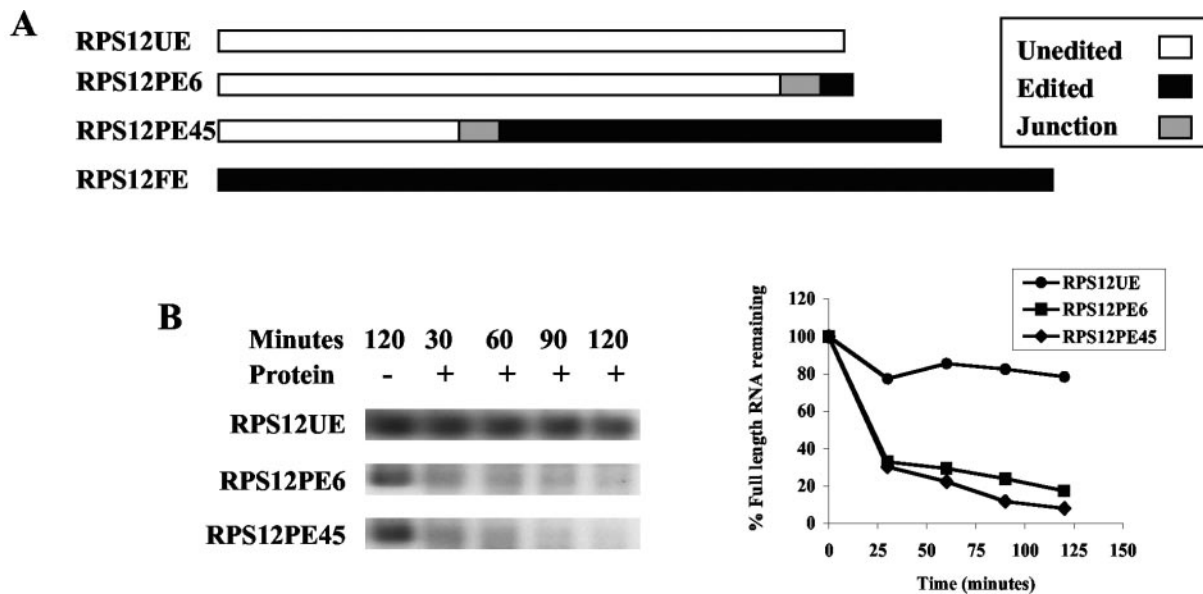 A
RPS12UE
RPS12PE6
RPS12PE45
RPS12FE
Unedited
Edited
Junction
B
Minutes 120 30 60 90 120
Protein - + + + +
RPS12UE
RPS12PE6
RPS12PE45
% Full length RNA remaining
120
100
80
60
40
20
0
0 25 50 75 100 125 150
Time (minutes)
RPS12UE
RPS12PE6
RPS12PE45